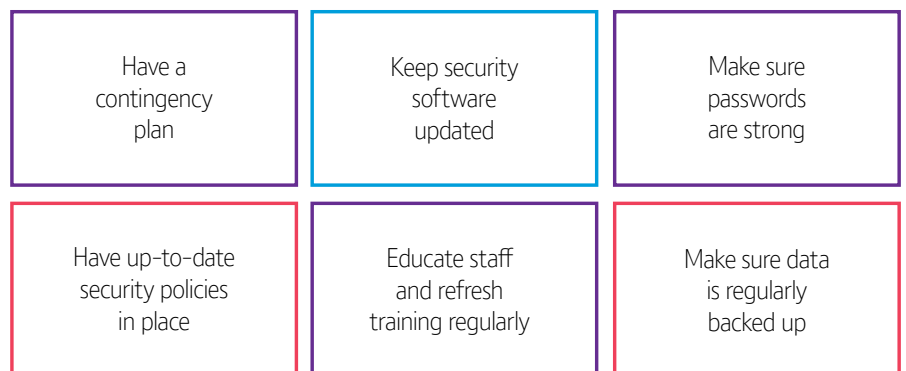 Have a
contingency
plan
Keep security
software
updated
Make sure
passwords
are strong
Have up-to-date
security policies
in place
Educate staff
and refresh
training regularly
Make sure data
is regularly
backed up